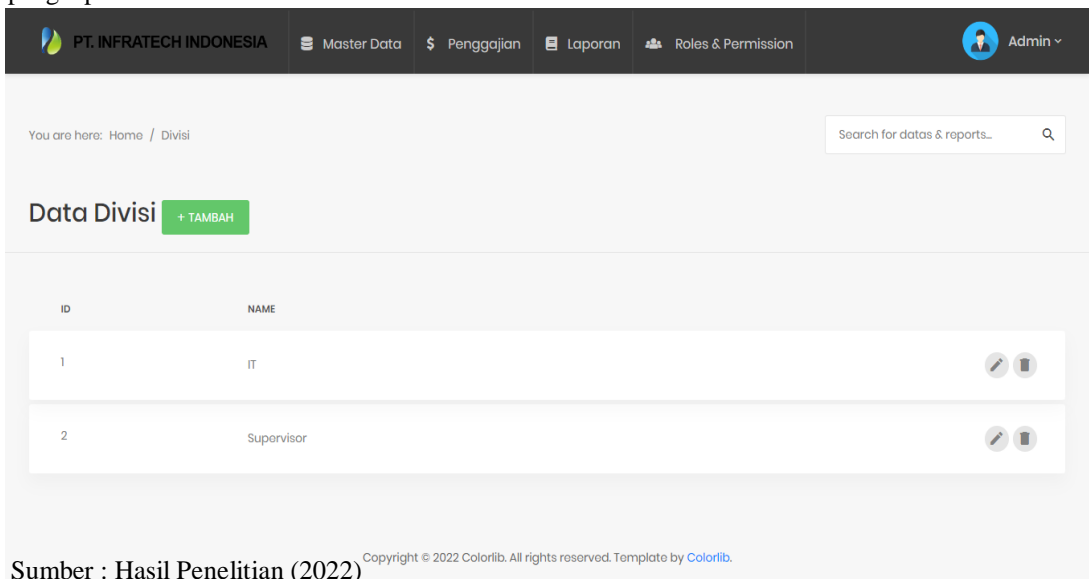 PT. INFRATECH INDONESIA Master Data $ Penggajian Laporan Roles & Permission Admin
You are here: Home / Divisi Search for datas & reports...
Data Divisi + TAMBAH
ID NAME
1 IT
2 Supervisor
Copyright © 2022 Colorlib. All rights reserved. Template by Colorlib.
Sumber : Hasil Penelitian (2022)